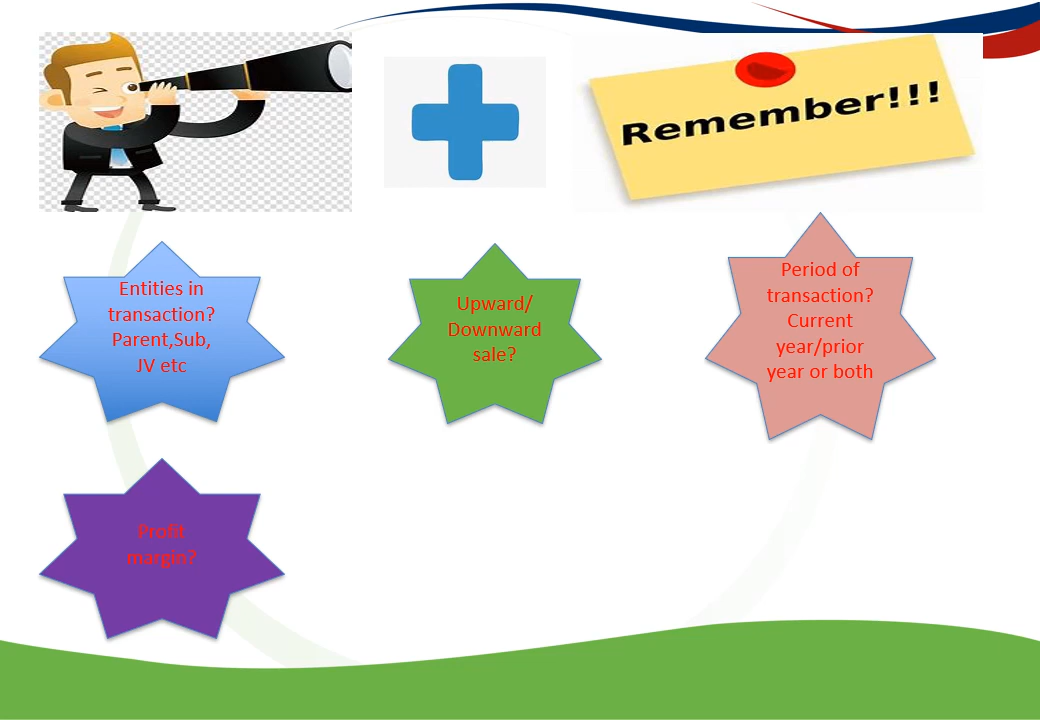 Remember!!!
Entities in
transaction?
Parent,Sub,
JV etc
Upward/
Downward
sale?
Period of
transaction?
Current
year/prior
year or both
Profit
margin?